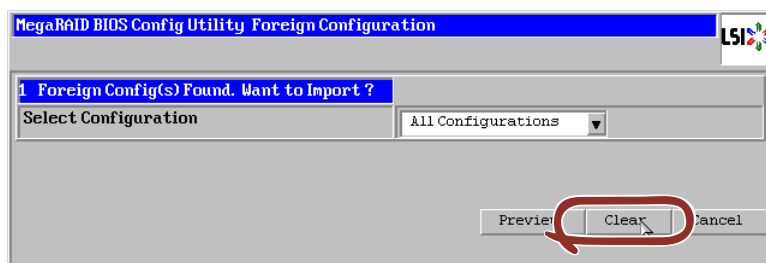 MegaRAID BIOS Config Utility Foreign Configuration
LSI
1 Foreign Config(s) Found. Want to Import ?
Select Configuration
All Configurations
Preview Clear Cancel